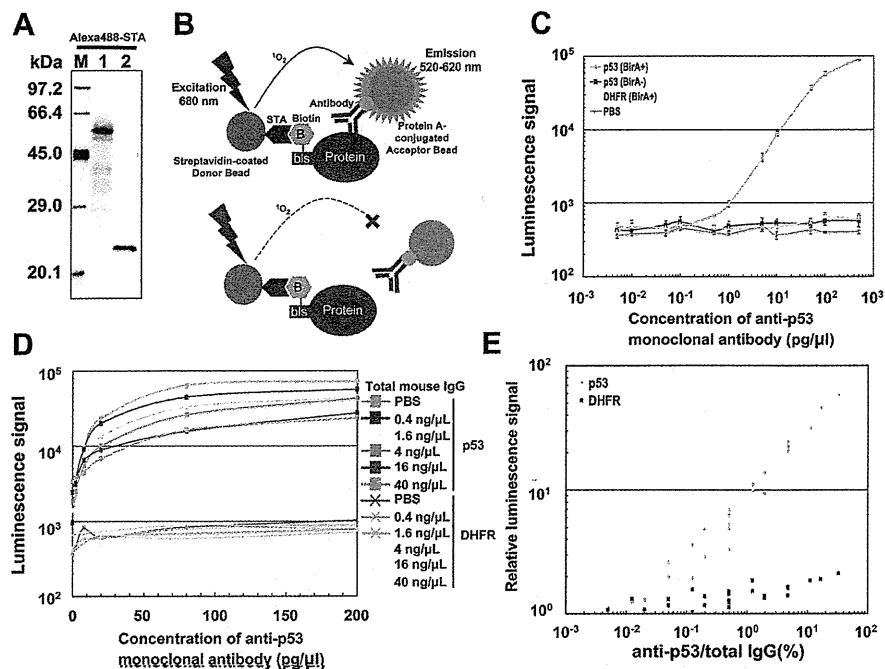 A
Alexa488-STA
kDa M 1 2
97.2
66.4
45.0
29.0
20.1
B
¹O₂
Emission
520-620 nm
Excitation
680 nm
Antibody
STA Biotin
B
bls
Protein
Streptavidin-coated
Donor Bead
Protein A-
conjugated
Acceptor Bead
¹O₂
B
bls
Protein
C
Luminescence signal
p53 (BirA+)
p53 (BirA-)
DHFR (BirA+)
PBS
10⁵
10⁴
10³
10²
10⁻³ 10⁻² 10⁻¹ 10⁰ 10¹ 10² 10³
Concentration of anti-p53
monoclonal antibody (pg/µl)
D
Luminescence signal
10⁵
10⁴
10³
10²
0 50 100 150 200
Concentration of anti-p53
monoclonal antibody (pg/µl)
Total mouse IgG
PBS
0.4 ng/µL
1.6 ng/µL
4 ng/µL
16 ng/µL
40 ng/µL
p53
PBS
0.4 ng/µL
1.6 ng/µL
4 ng/µL
16 ng/µL
40 ng/µL
DHFR
E
Relative luminescence signal
p53
DHFR
10²
10¹
10⁰
10⁻³ 10⁻² 10⁻¹ 10⁰ 10¹ 10²
anti-p53/total IgG(%)